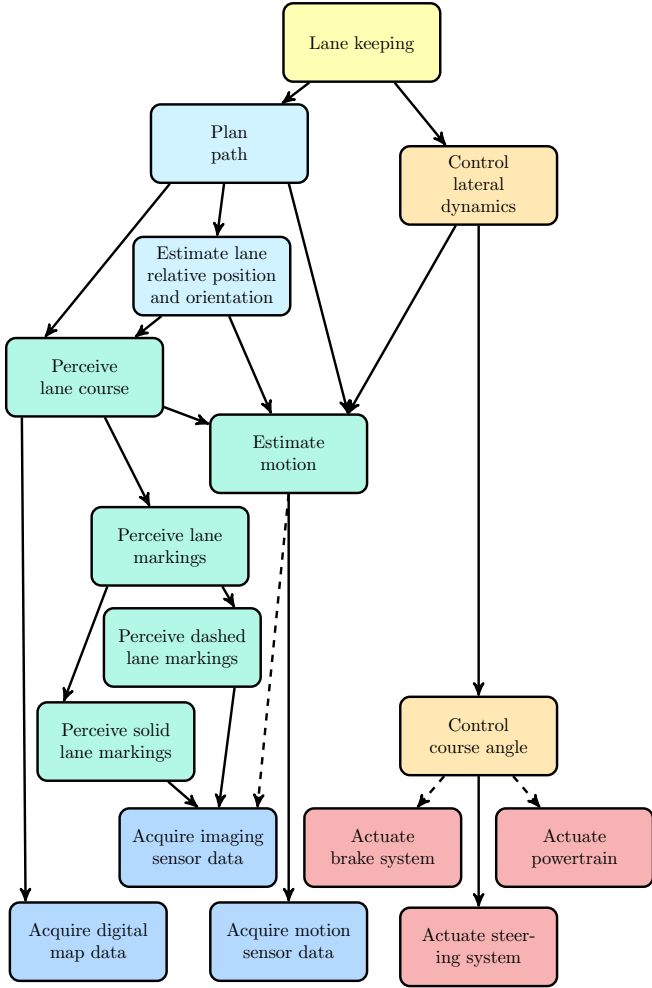 Lane keeping
Plan
path
Control
lateral
dynamics
Estimate lane
relative position
and orientation
Perceive
lane course
Estimate
motion
Perceive lane
markings
Perceive dashed
lane markings
Perceive solid
lane markings
Control
course angle
Acquire imaging
sensor data
Actuate
brake system
Actuate
powertrain
Acquire digital
map data
Acquire motion
sensor data
Actuate steer-
ing system